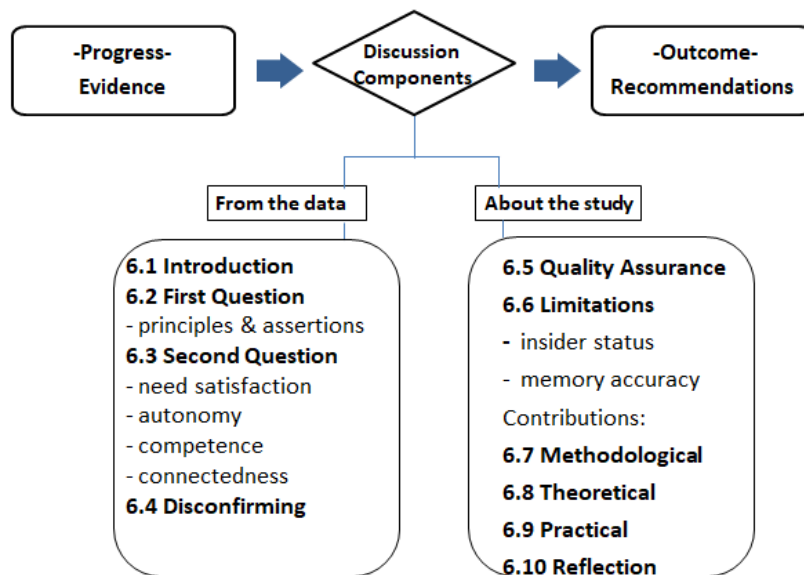 -Progress-
Evidence
Discussion
Components
-Outcome-
Recommendations
From the data
About the study
6.1 Introduction
6.2 First Question
- principles & assertions
6.3 Second Question
- need satisfaction
- autonomy
- competence
- connectedness
6.4 Disconfirming
6.5 Quality Assurance
6.6 Limitations
- insider status
- memory accuracy
Contributions:
6.7 Methodological
6.8 Theoretical
6.9 Practical
6.10 Reflection